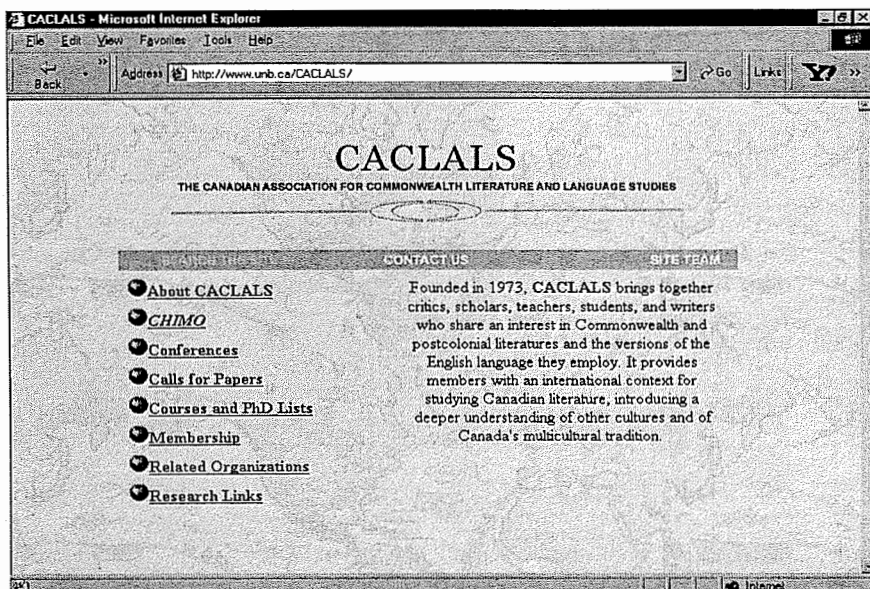 CACLALS - Microsoft Internet Explorer
File Edit View Favorites Tools Help
Back Address http://www.unb.ca/CACLALS/ Go Links
CACLALS
THE CANADIAN ASSOCIATION FOR COMMONWEALTH LITERATURE AND LANGUAGE STUDIES
SEARCH THE SITE CONTACT US SITE TEAM
About CACLALS
CHIMO
Conferences
Calls for Papers
Courses and PhD Lists
Membership
Related Organizations
Research Links
Founded in 1973, CACLALS brings together
critics, scholars, teachers, students, and writers
who share an interest in Commonwealth and
postcolonial literatures and the versions of the
English language they employ. It provides
members with an international context for
studying Canadian literature, introducing a
deeper understanding of other cultures and of
Canada's multicultural tradition.
Internet